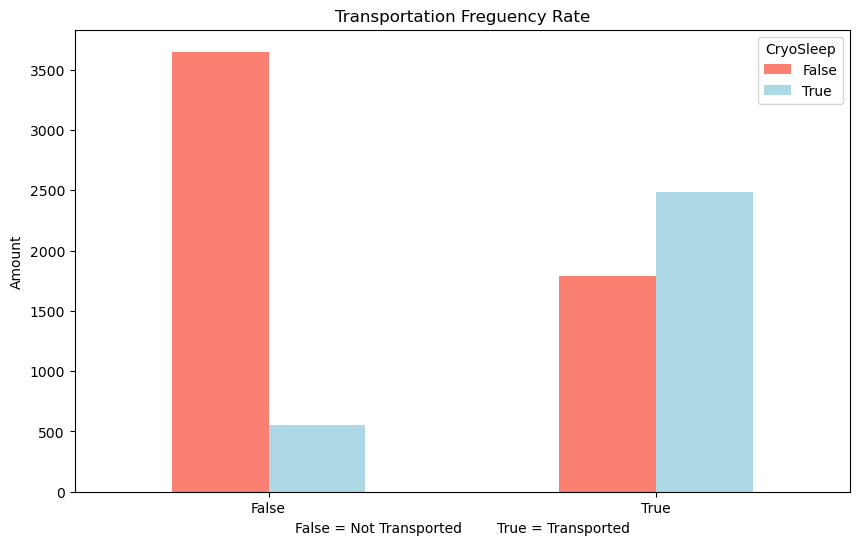 Transportation Freguency Rate
CryoSleep
False
True
Amount
3500
3000
2500
2000
1500
1000
500
0
False
True
False = Not Transported True = Transported